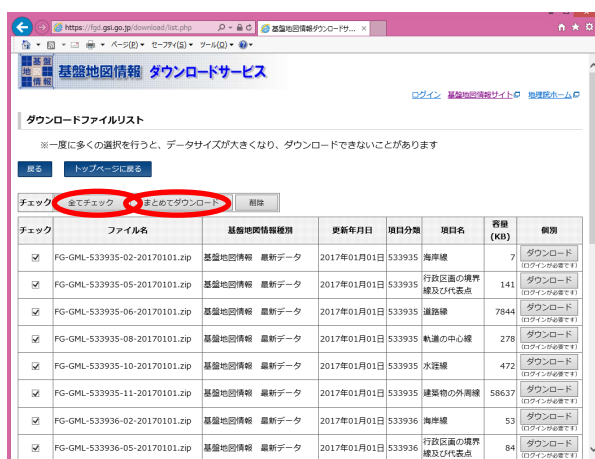 https://fgd.gsi.go.jp/download/list.php
基盤地図情報ダウンロードサ...
ページ(P) セーフティ(S) ツール(O)
基盤
地図
情報
基盤地図情報 ダウンロードサービス
ログイン 基盤地図情報サイト 地理院ホーム
ダウンロードファイルリスト
※一度に多くの選択を行うと、データサイズが大きくなり、ダウンロードできないことがあります
戻る トップページに戻る
チェック 全てチェック まとめてダウンロード 削除
チェック ファイル名 基盤地図情報種別 更新年月日 項目分類 項目名 容量(KB) 個別
FG-GML-533935-02-20170101.zip 基盤地図情報 最新データ 2017年01月01日 533935 海岸線 7 ダウンロード
(ログインが必要です)
FG-GML-533935-05-20170101.zip 基盤地図情報 最新データ 2017年01月01日 533935 行政区画の境界線及び代表点 141 ダウンロード
(ログインが必要です)
FG-GML-533935-06-20170101.zip 基盤地図情報 最新データ 2017年01月01日 533935 道路縁 7844 ダウンロード
(ログインが必要です)
FG-GML-533935-08-20170101.zip 基盤地図情報 最新データ 2017年01月01日 533935 軌道の中心線 278 ダウンロード
(ログインが必要です)
FG-GML-533935-10-20170101.zip 基盤地図情報 最新データ 2017年01月01日 533935 水涯線 472 ダウンロード
(ログインが必要です)
FG-GML-533935-11-20170101.zip 基盤地図情報 最新データ 2017年01月01日 533935 建築物の外周線 58637 ダウンロード
(ログインが必要です)
FG-GML-533936-02-20170101.zip 基盤地図情報 最新データ 2017年01月01日 533936 海岸線 53 ダウンロード
(ログインが必要です)
FG-GML-533936-05-20170101.zip 基盤地図情報 最新データ 2017年01月01日 533936 行政区画の境界線及び代表点 84 ダウンロード
(ログインが必要です)